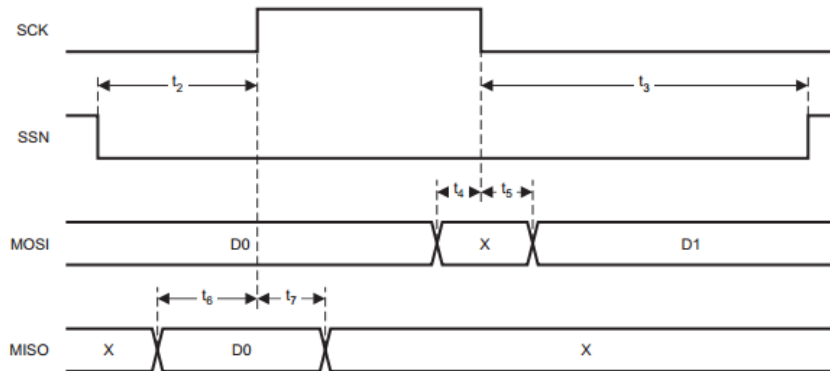 SCK
t2
t3
SSN
t4 t5
MOSI D0 X D1
t6 t7
MISO X D0 X